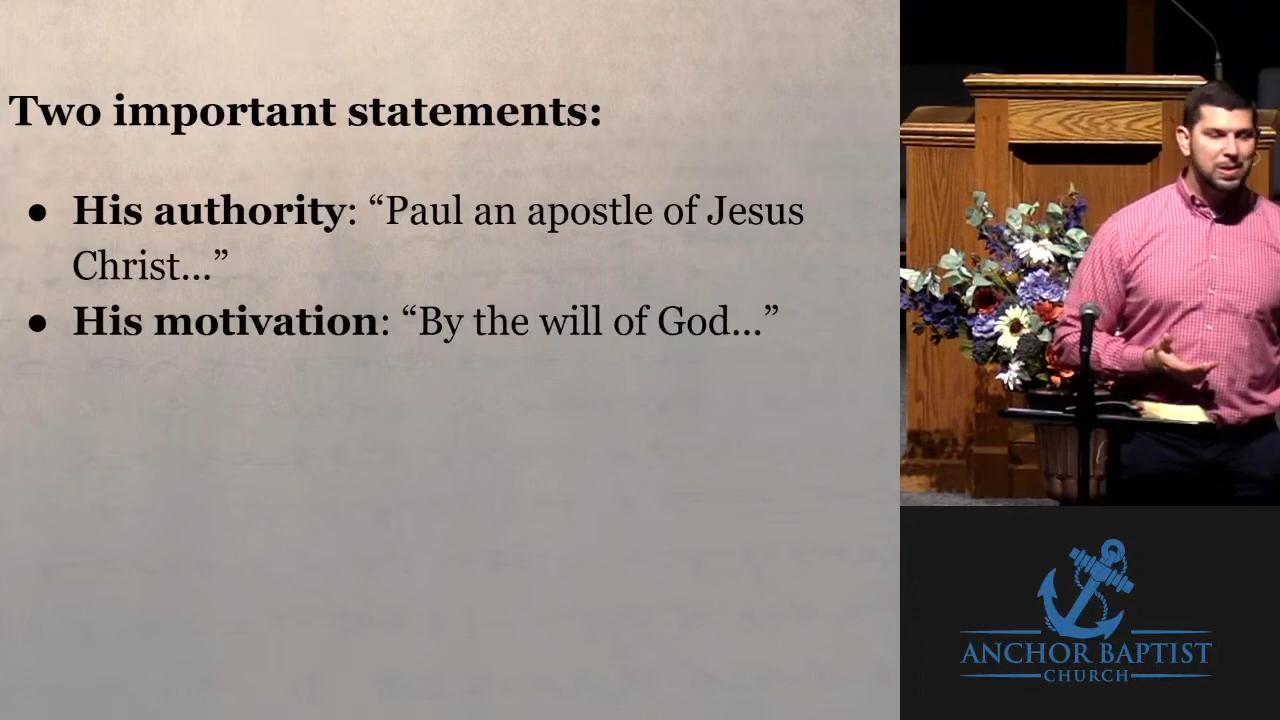 Two important statements:
● His authority: “Paul an apostle of Jesus
Christ...”
● His motivation: “By the will of God...”
ANCHOR BAPTIST
CHURCH